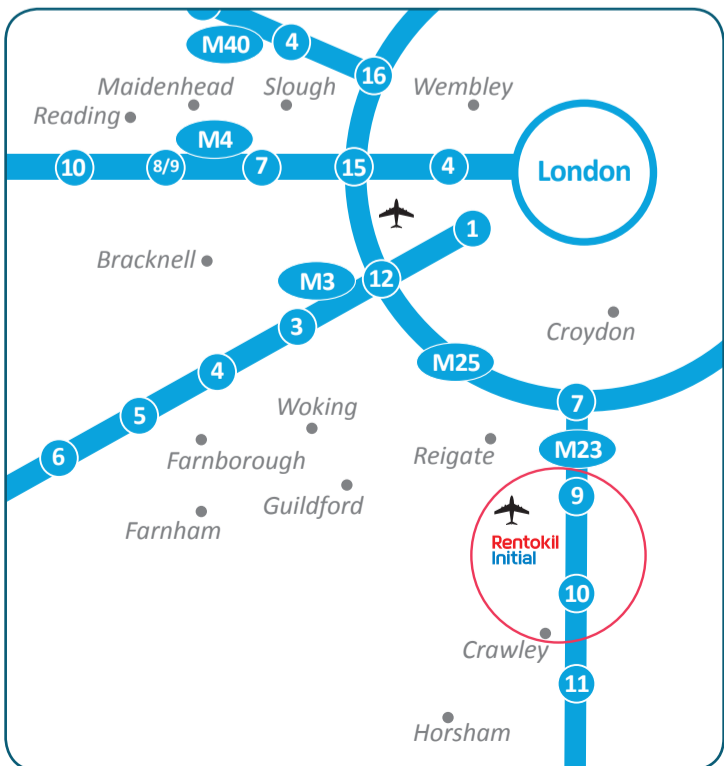 M40
4
16
Maidenhead
Slough
Wembley
Reading
M4
10
8/9
7
15
4
London
1
Bracknell
M3
12
3
Croydon
M25
4
7
5
Woking
Farnborough
Reigate
M23
6
Guildford
9
Farnham
Rentokil
Initial
10
Crawley
11
Horsham